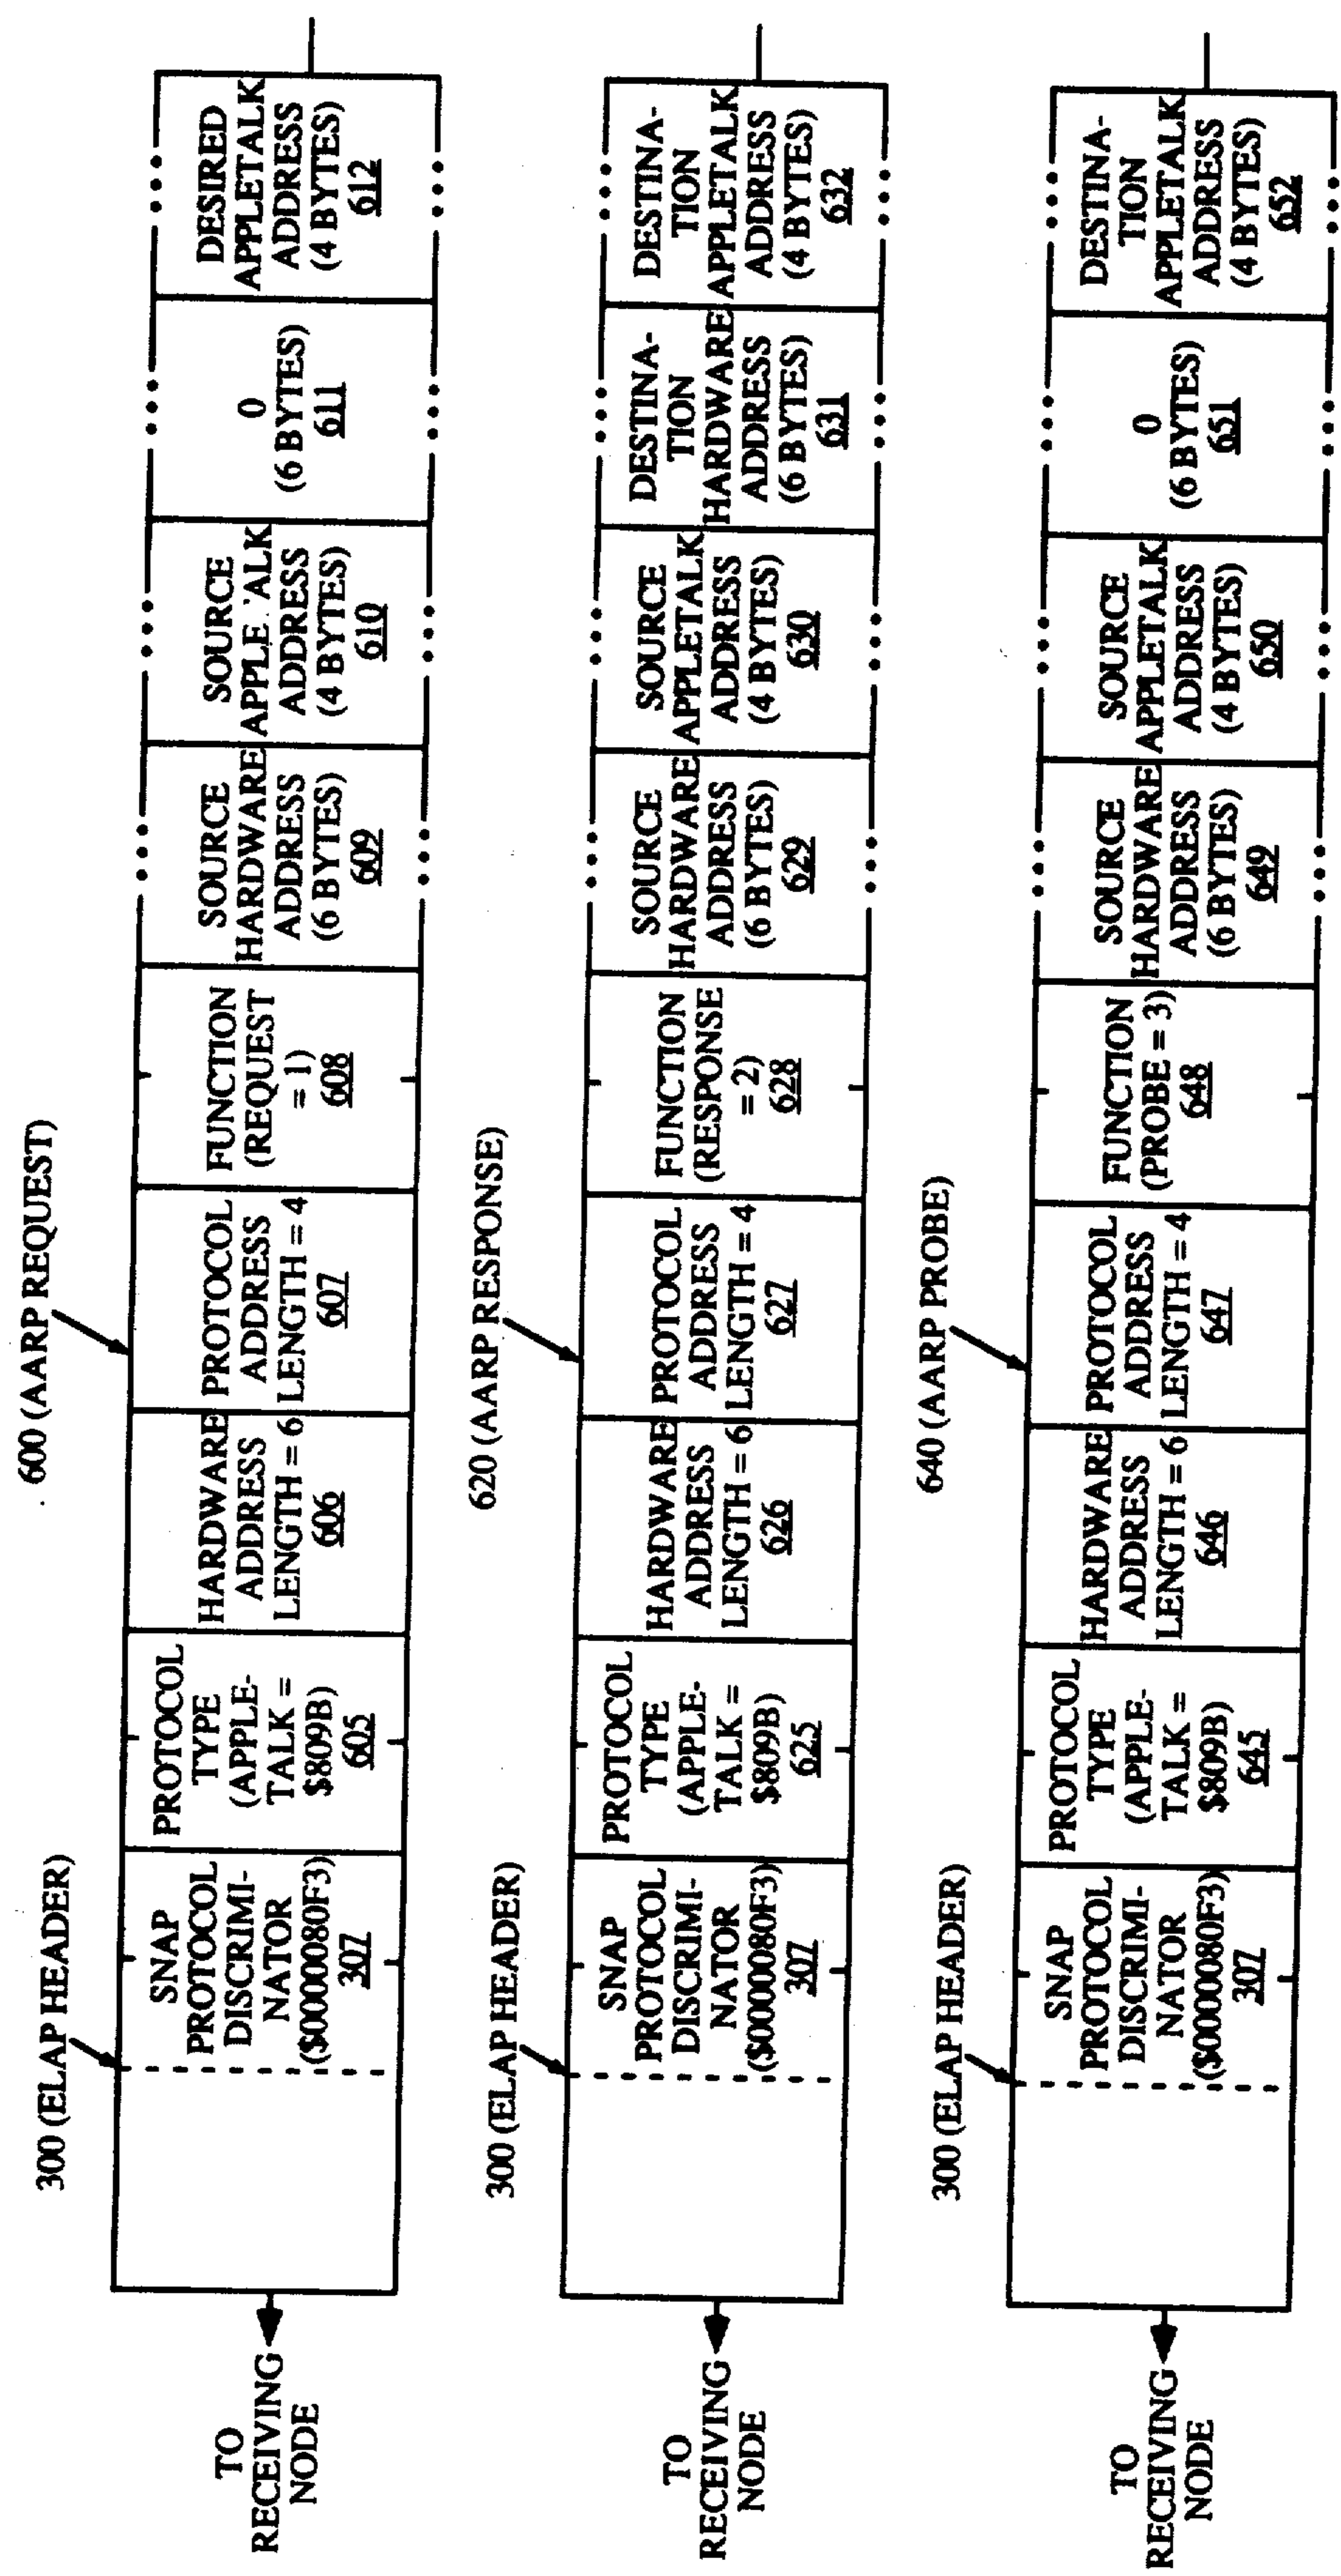 600 (AARP REQUEST)
300 (ELAP HEADER)
TO
RECEIVING
NODE
SNAP
PROTOCOL
DISCRIMI-
NATOR
($00000080F3)
307
PROTOCOL
TYPE
(APPLE-
TALK =
$809B)
605
HARDWARE
ADDRESS
LENGTH = 6
606
PROTOCOL
ADDRESS
LENGTH = 4
607
FUNCTION
(REQUEST
= 1)
608
SOURCE
HARDWARE
ADDRESS
(6 BYTES)
609
SOURCE
APPLE 'ALK
ADDRESS
(4 BYTES)
610
0
(6 BYTES)
611
DESIRED
APPLETALK
ADDRESS
(4 BYTES)
612
620 (AARP RESPONSE)
300 (ELAP HEADER)
TO
RECEIVING
NODE
SNAP
PROTOCOL
DISCRIMI-
NATOR
($00000080F3)
307
PROTOCOL
TYPE
(APPLE-
TALK =
$809B)
625
HARDWARE
ADDRESS
LENGTH = 6
626
PROTOCOL
ADDRESS
LENGTH = 4
627
FUNCTION
(RESPONSE
= 2)
628
SOURCE
HARDWARE
ADDRESS
(6 BYTES)
629
SOURCE
APPLETALK
ADDRESS
(4 BYTES)
630
DESTINA-
TION
HARDWARE
ADDRESS
(6 BYTES)
631
DESTINA-
TION
APPLETALK
ADDRESS
(4 BYTES)
632
640 (AARP PROBE)
300 (ELAP HEADER)
TO
RECEIVING
NODE
SNAP
PROTOCOL
DISCRIMI-
NATOR
($00000080F3)
307
PROTOCOL
TYPE
(APPLE-
TALK =
$809B)
645
HARDWARE
ADDRESS
LENGTH = 6
646
PROTOCOL
ADDRESS
LENGTH = 4
647
FUNCTION
(PROBE = 3)
648
SOURCE
HARDWARE
ADDRESS
(6 BYTES)
649
SOURCE
APPLETALK
ADDRESS
(4 BYTES)
650
0
(6 BYTES)
651
DESTINA-
TION
APPLETALK
ADDRESS
(4 BYTES)
652